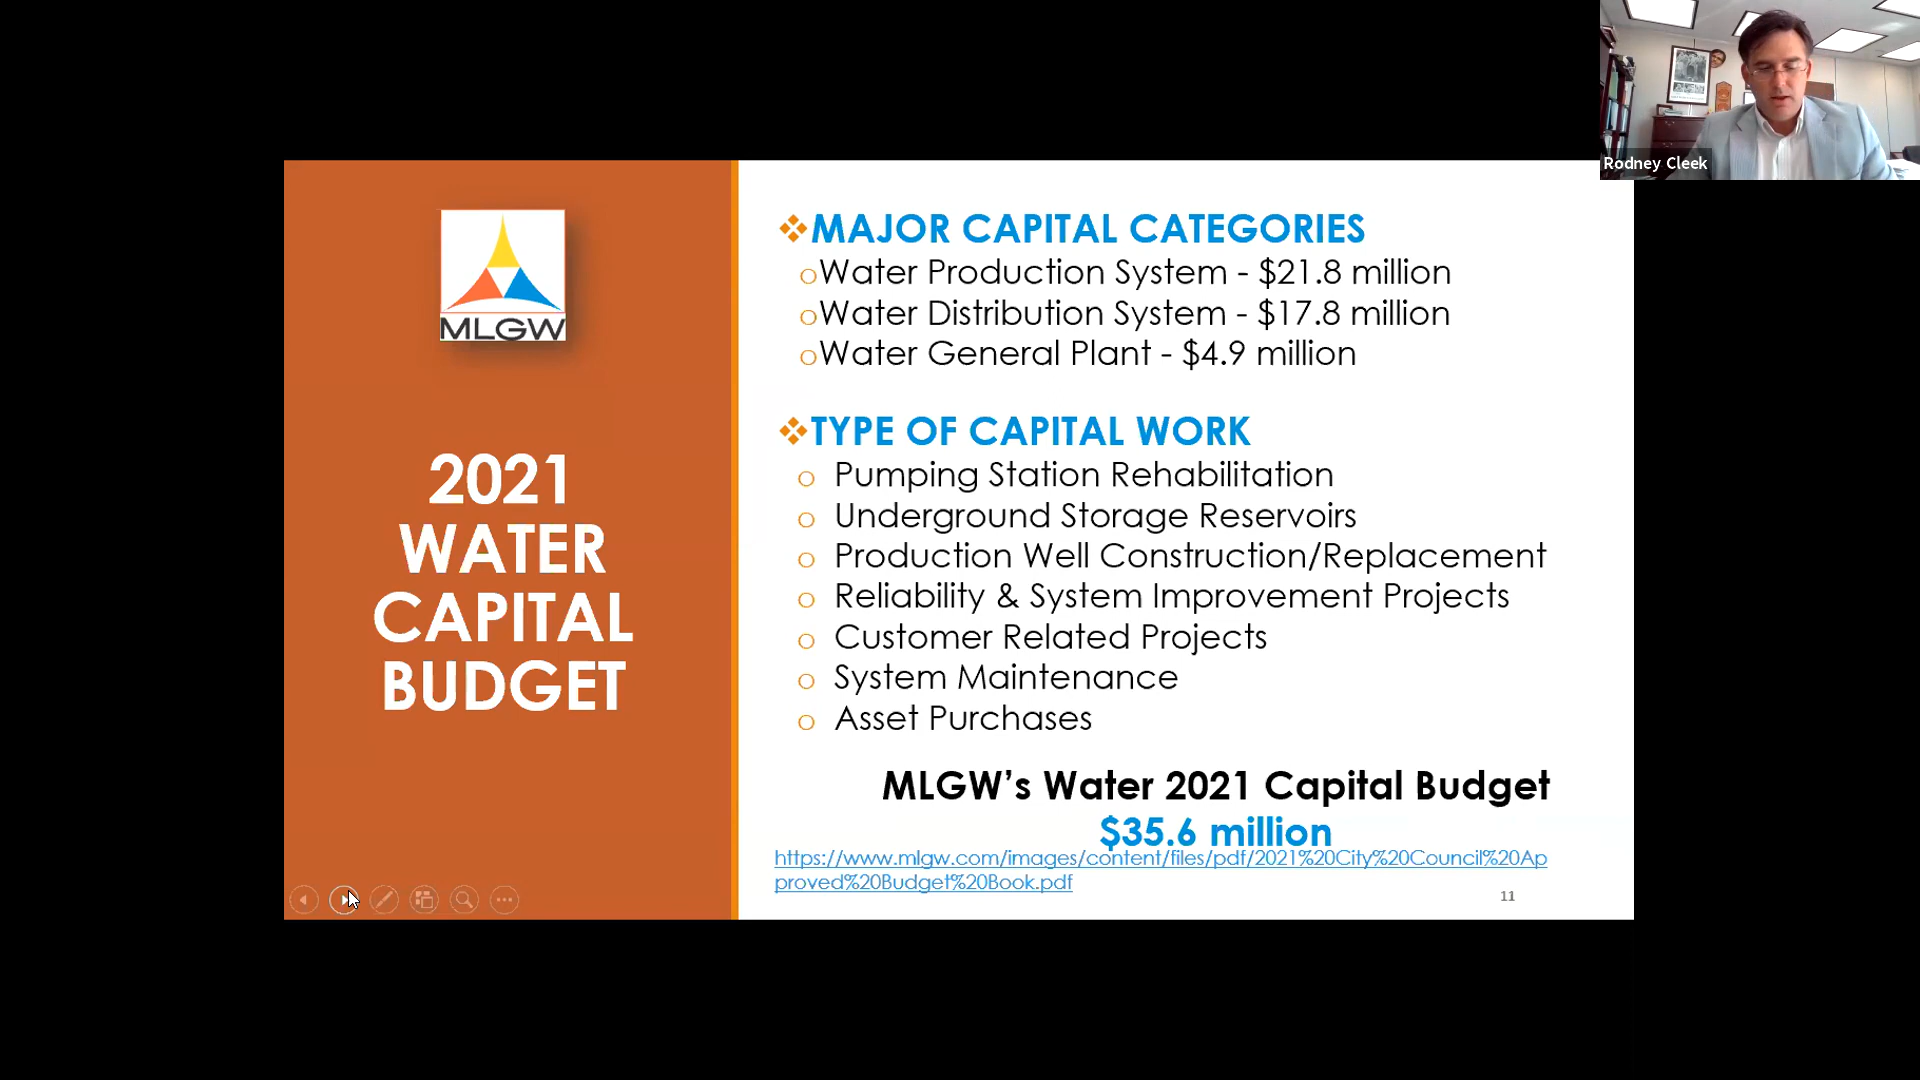 Rodney Cleek
MLGW
2021
WATER
CAPITAL
BUDGET
MAJOR CAPITAL CATEGORIES
Water Production System - $21.8 million
Water Distribution System - $17.8 million
Water General Plant - $4.9 million
TYPE OF CAPITAL WORK
Pumping Station Rehabilitation
Underground Storage Reservoirs
Production Well Construction/Replacement
Reliability & System Improvement Projects
Customer Related Projects
System Maintenance
Asset Purchases
MLGW’s Water 2021 Capital Budget
$35.6 million
https://www.mlgw.com/images/content/files/pdf/2021%20City%20Council%20Ap
proved%20Budget%20Book.pdf
11